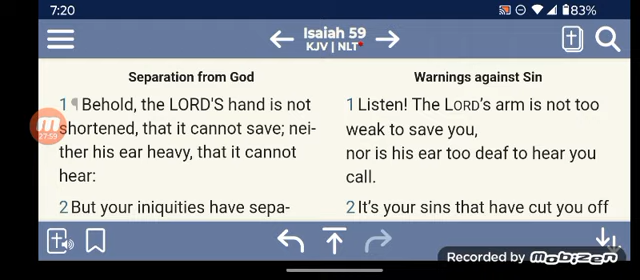 7:20
83%
Isaiah 59
KJV | NLT
Separation from God
1 ¶ Behold, the LORD'S hand is not
shortened, that it cannot save; nei-
ther his ear heavy, that it cannot
hear:
2 But your iniquities have sepa-
Warnings against Sin
1 Listen! The LORD's arm is not too
weak to save you,
nor is his ear too deaf to hear you
call.
2 It's your sins that have cut you off
27:59
Recorded by mobizen